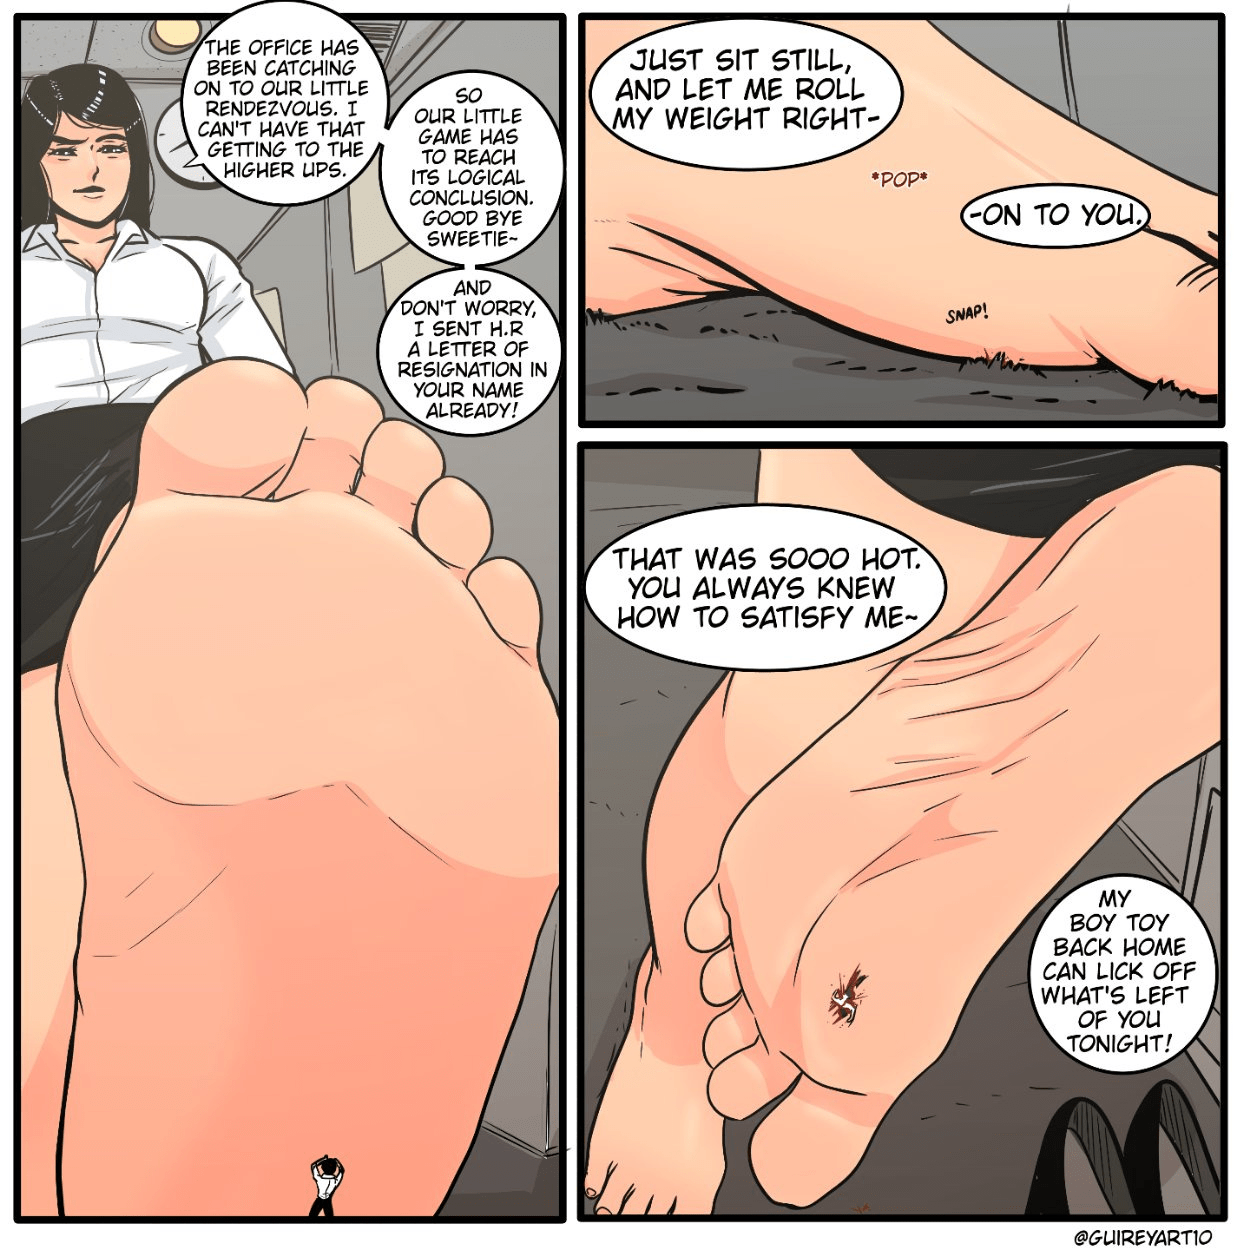 THE OFFICE HAS
BEEN CATCHING
ON TO OUR LITTLE
RENDEZVOUS. I
CAN'T HAVE THAT
GETTING TO THE
HIGHER UPS.
SO
OUR LITTLE
GAME HAS
TO REACH
ITS LOGICAL
CONCLUSION.
GOOD BYE
SWEETIE~
AND
DON'T WORRY,
I SENT H.R
A LETTER OF
RESIGNATION IN
YOUR NAME
ALREADY!
JUST SIT STILL,
AND LET ME ROLL
MY WEIGHT RIGHT-
*POP*
-ON TO YOU.
SNAP!
THAT WAS SOOO HOT.
YOU ALWAYS KNEW
HOW TO SATISFY ME~
MY
BOY TOY
BACK HOME
CAN LICK OFF
WHAT'S LEFT
OF YOU
TONIGHT!
@GUIREYART10